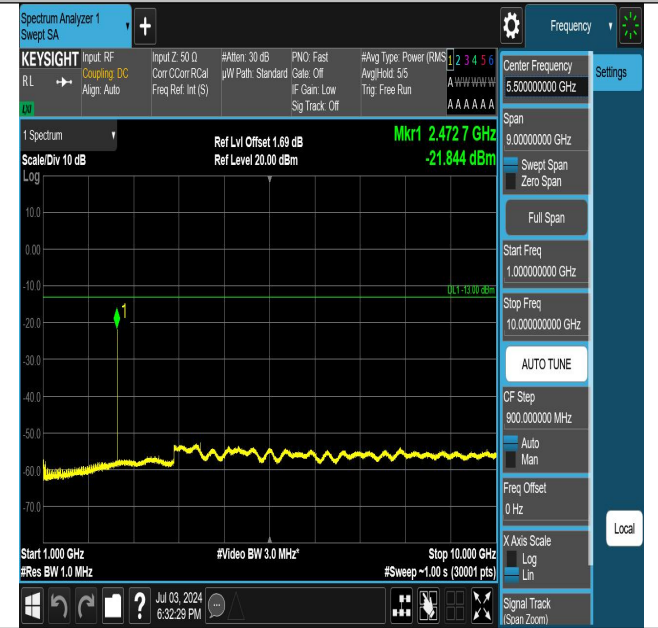 Spectrum Analyzer 1
Swept SA
+
Frequency
KEYSIGHT
R L
LXI
Input: RF
Coupling: DC
Align: Auto
Input Z: 50 Ω
Corr CCorr RCal
Freq Ref: Int (S)
#Atten: 30 dB
µW Path: Standard
PNO: Fast
Gate: Off
IF Gain: Low
Sig Track: Off
#Avg Type: Power (RMS
Avg|Hold: 5/5
Trig: Free Run
1 2 3 4 5 6
A W W W W W
A A A A A A
Center Frequency
5.500000000 GHz
Settings
Span
9.00000000 GHz
Swept Span
Zero Span
Full Span
Start Freq
1.000000000 GHz
Stop Freq
10.000000000 GHz
AUTO TUNE
CF Step
900.000000 MHz
Auto
Man
Freq Offset
0 Hz
X Axis Scale
Log
Lin
Signal Track
(Span Zoom)
Local
1 Spectrum
Scale/Div 10 dB
Ref Lvl Offset 1.69 dB
Ref Level 20.00 dBm
Mkr1 2.472 7 GHz
-21.844 dBm
Log
10.0
0.00
-10.0
DL1 -13.00 dBm
1
-20.0
-30.0
-40.0
-50.0
-60.0
-70.0
Start 1.000 GHz
#Res BW 1.0 MHz
#Video BW 3.0 MHz*
Stop 10.000 GHz
#Sweep ~1.00 s (30001 pts)
?
Jul 03, 2024
6:32:29 PM